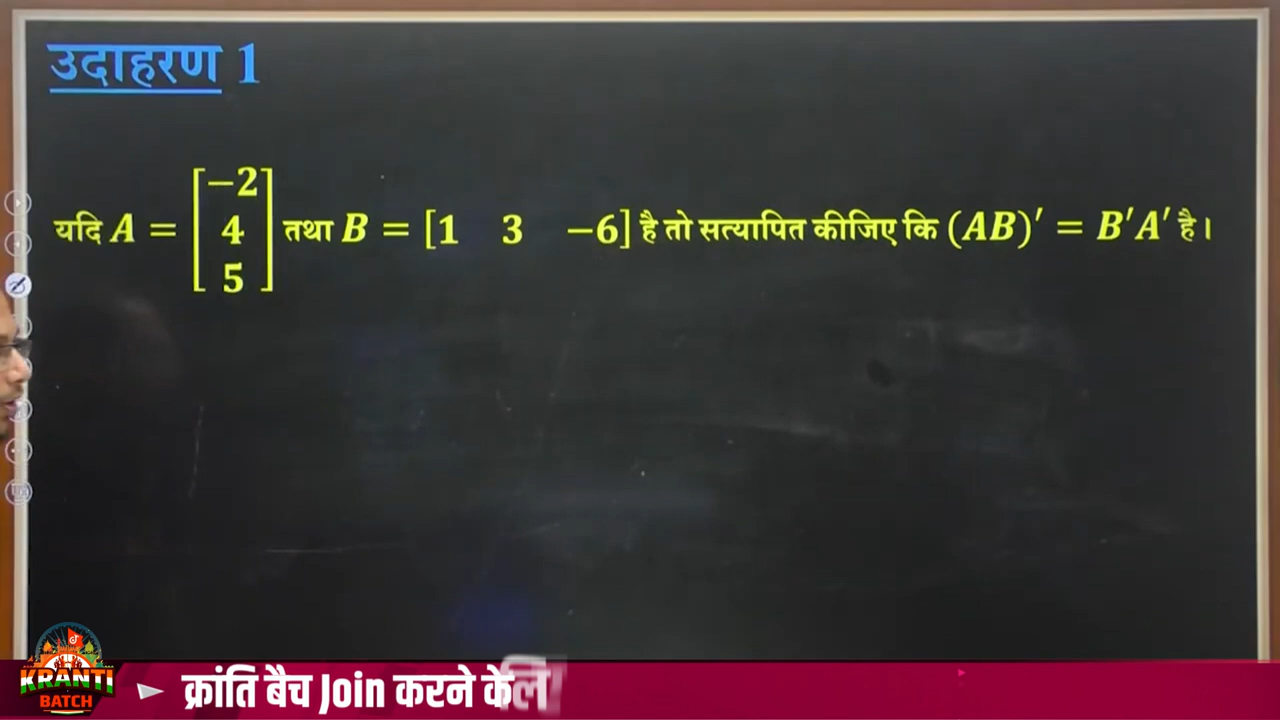 उदाहरण 1
यदि A = [−2 4 5] तथा B = [1 3 −6] है तो सत्यापित कीजिए कि (AB)′ = B′A′ है।
KRANTI
BATCH
क्रांति बैच Join करने के लि